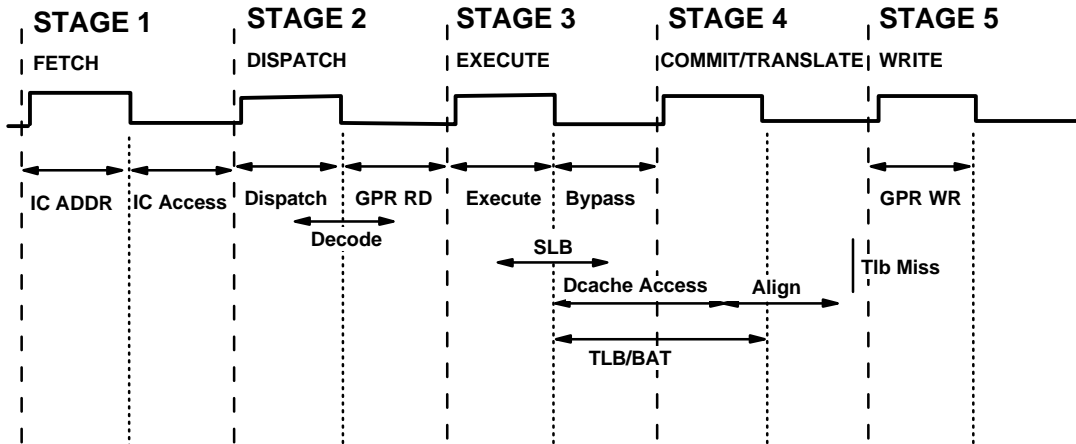 STAGE 1 STAGE 2 STAGE 3 STAGE 4 STAGE 5
FETCH DISPATCH EXECUTE COMMIT/TRANSLATE WRITE
IC ADDR IC Access Dispatch GPR RD Execute Bypass GPR WR
Decode
SLB
Tlb Miss
Dcache Access Align
TLB/BAT